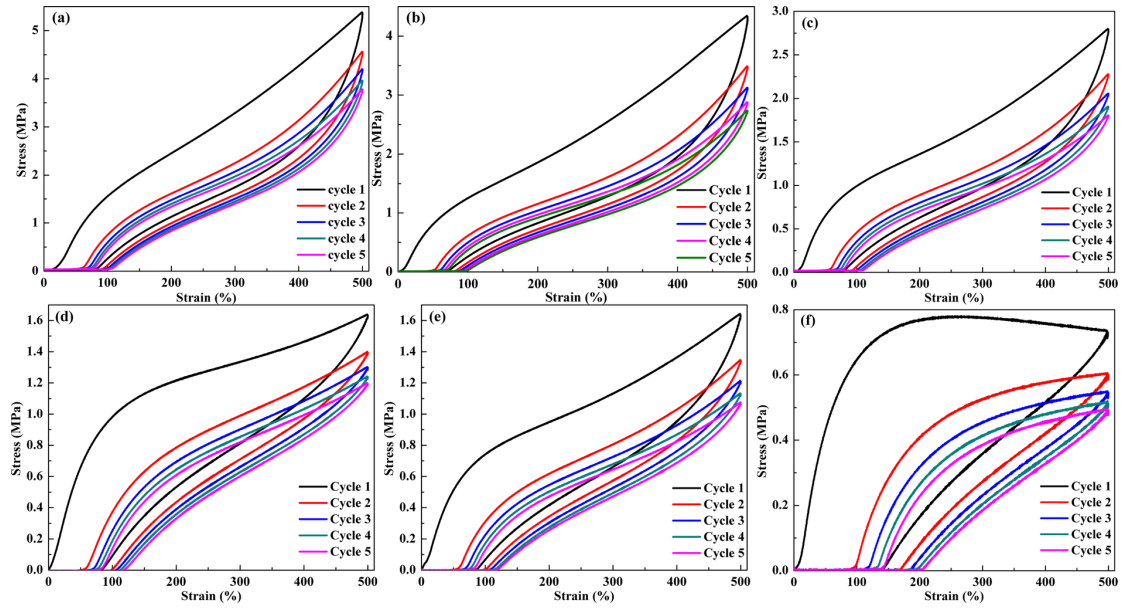 (a)
Stress (MPa)
5
4
3
2
1
0
0 100 200 300 400 500
Strain (%)
cycle 1
cycle 2
cycle 3
cycle 4
cycle 5
(b)
Stress (MPa)
4
3
2
1
0
0 100 200 300 400 500
Strain (%)
Cycle 1
Cycle 2
Cycle 3
Cycle 4
Cycle 5
(c)
Stress (MPa)
3.0
2.5
2.0
1.5
1.0
0.5
0.0
0 100 200 300 400 500
Strain (%)
Cycle 1
Cycle 2
Cycle 3
Cycle 4
Cycle 5
(d)
Stress (MPa)
1.6
1.4
1.2
1.0
0.8
0.6
0.4
0.2
0.0
0 100 200 300 400 500
Strain (%)
Cycle 1
Cycle 2
Cycle 3
Cycle 4
Cycle 5
(e)
Stress (MPa)
1.6
1.4
1.2
1.0
0.8
0.6
0.4
0.2
0.0
0 100 200 300 400 500
Strain (%)
Cycle 1
Cycle 2
Cycle 3
Cycle 4
Cycle 5
(f)
Stress (MPa)
0.8
0.6
0.4
0.2
0.0
0 100 200 300 400 500
Strain (%)
Cycle 1
Cycle 2
Cycle 3
Cycle 4
Cycle 5